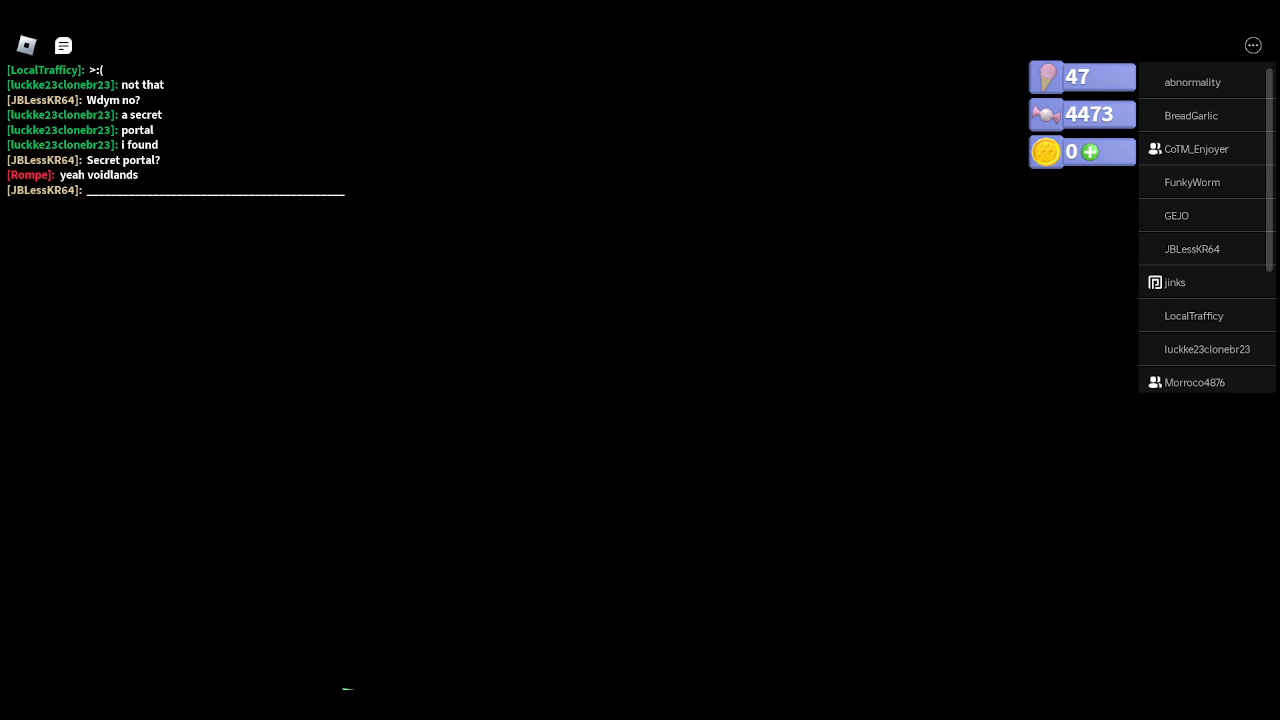 [LocalTrafficy]: >:(
[luckke23clonebr23]: not that
[JBLessKR64]: Wdym no?
[luckke23clonebr23]: a secret
[luckke23clonebr23]: portal
[luckke23clonebr23]: i found
[JBLessKR64]: Secret portal?
[Rompe]: yeah voidlands
[JBLessKR64]: ___________________________________________
47
4473
0
abnormality
BreadGarlic
CoTM_Enjoyer
FunkyWorm
GEJO
JBLessKR64
jinks
LocalTrafficy
luckke23clonebr23
Morroco4876